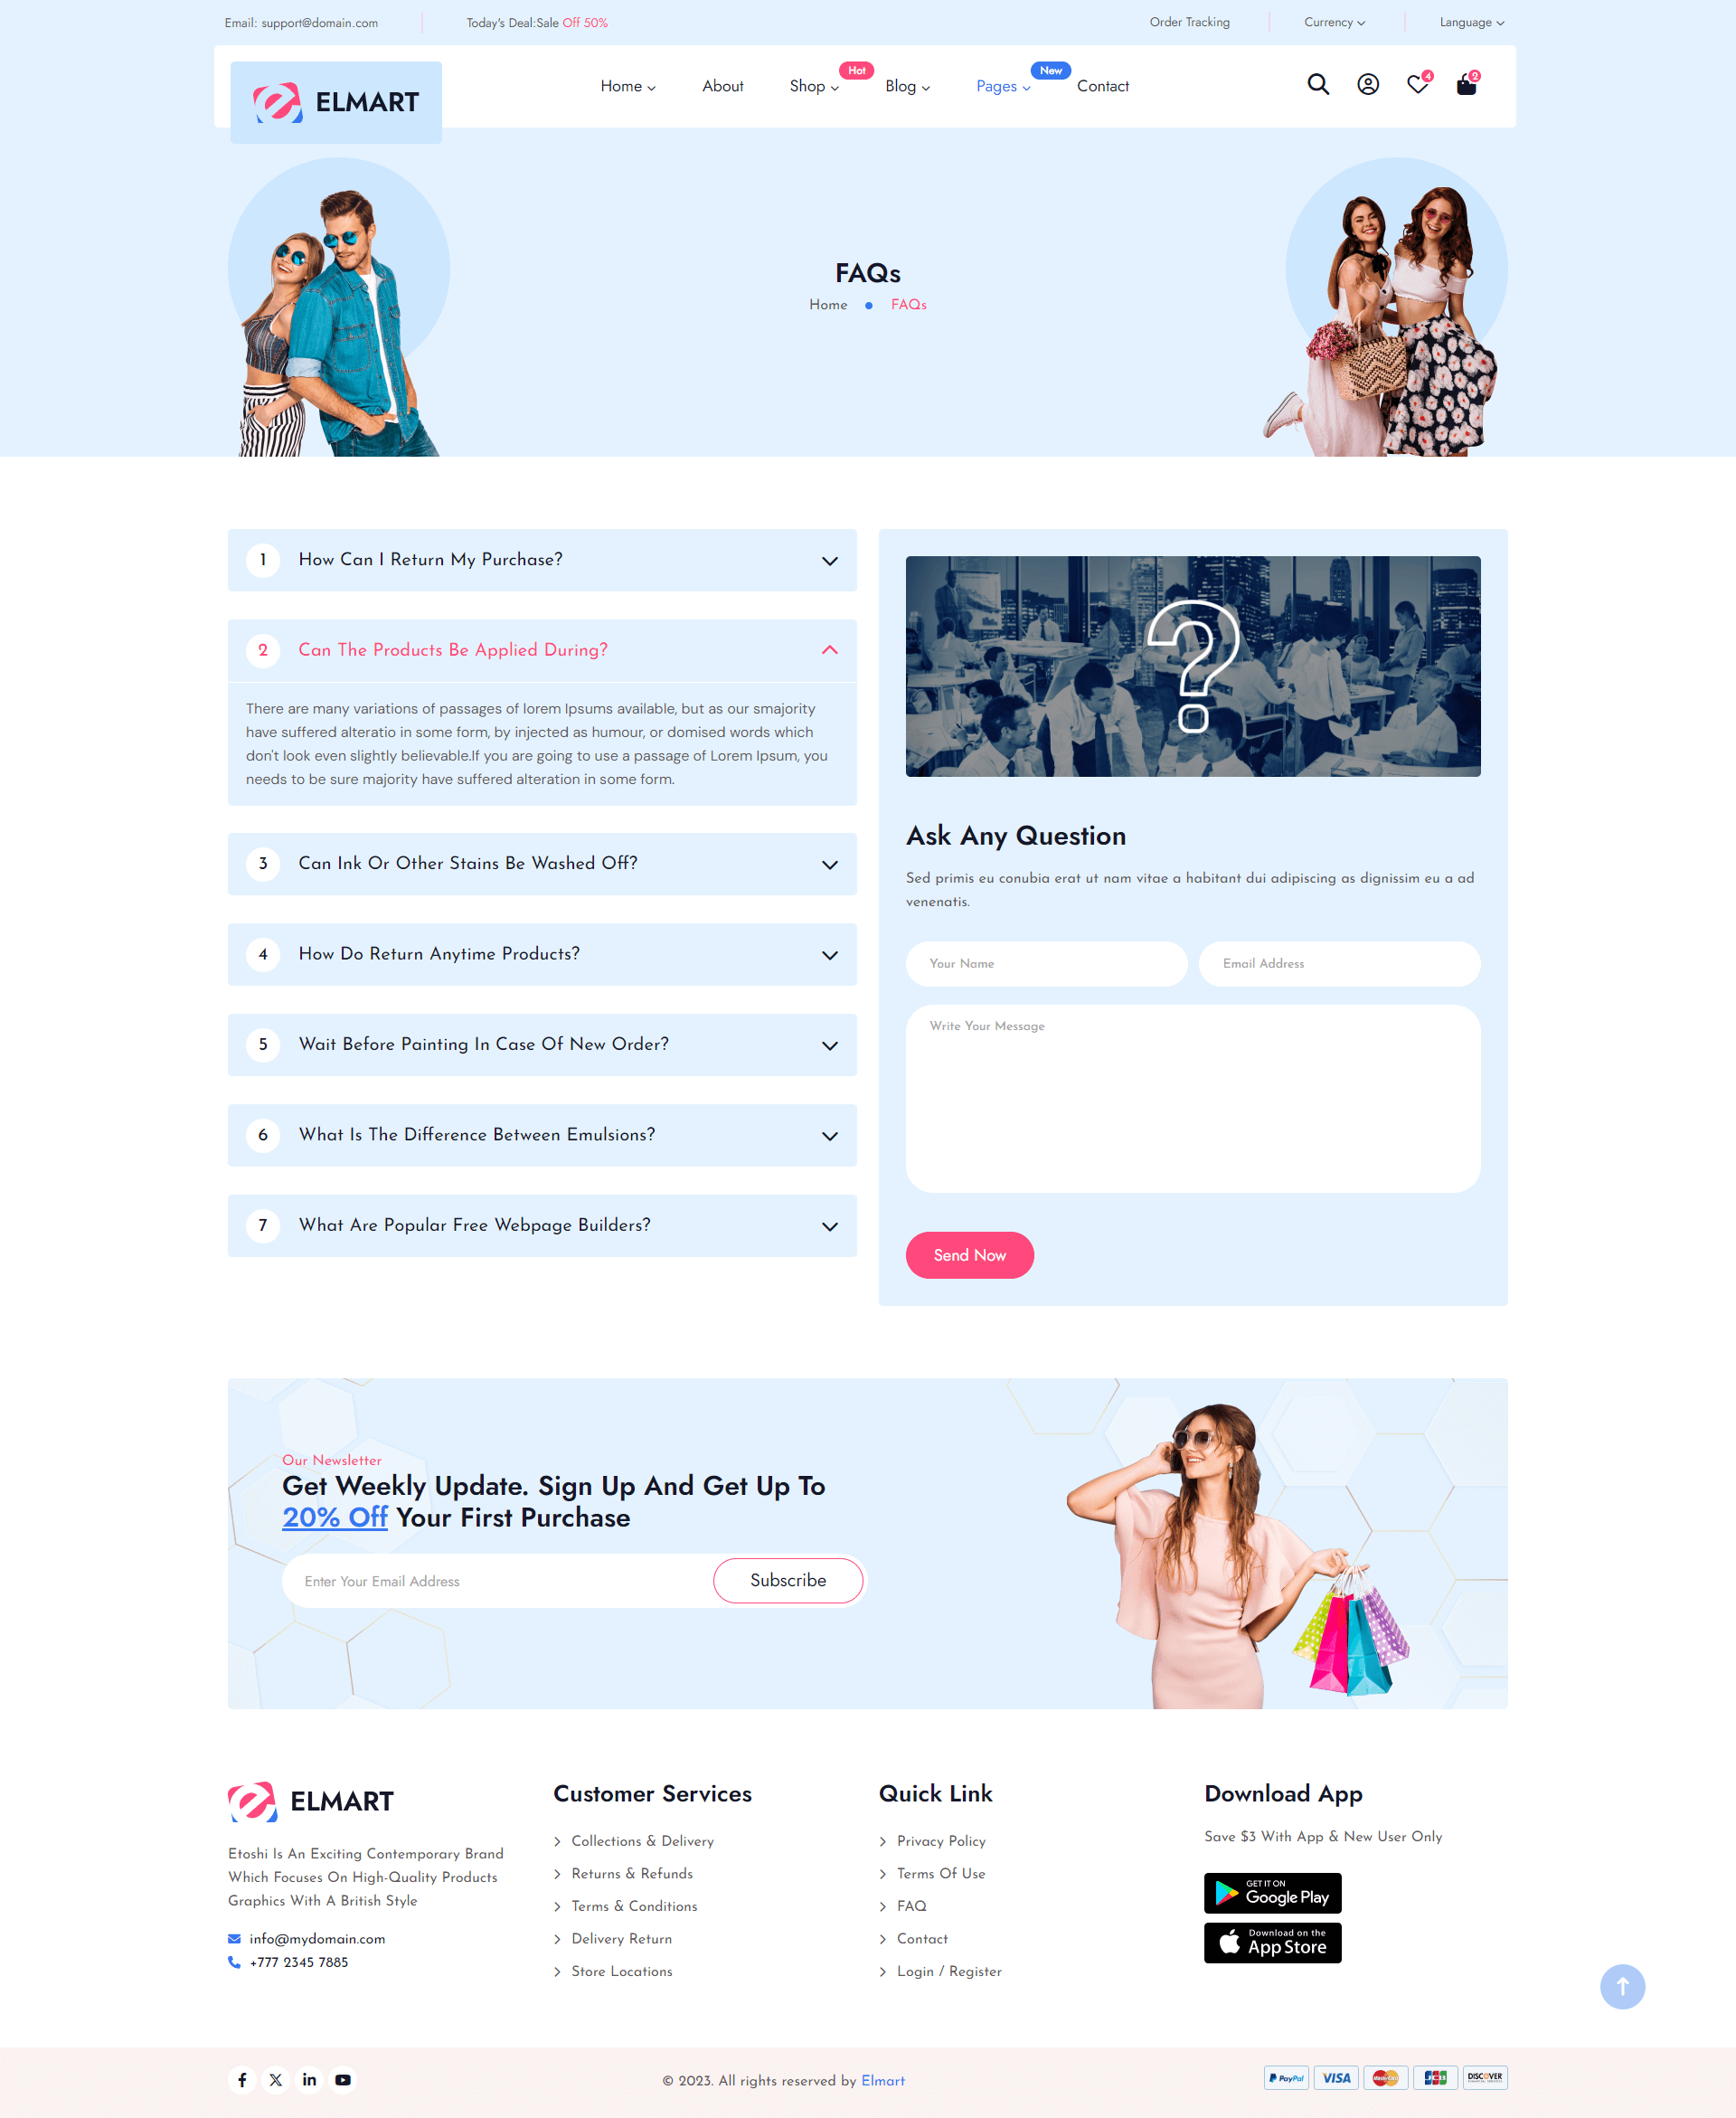 Email: support@domain.com
Today's Deal:Sale Off 50%
Order Tracking
Currency
Language
ELMART
Home
About
Shop
Hot
Blog
Pages
New
Contact
4
2
FAQs
Home
FAQs
1
How Can I Return My Purchase?
2
Can The Products Be Applied During?
There are many variations of passages of lorem Ipsums available, but as our smajority
have suffered alteratio in some form, by injected as humour, or domised words which
don't look even slightly believable.If you are going to use a passage of Lorem Ipsum, you
needs to be sure majority have suffered alteration in some form.
3
Can Ink Or Other Stains Be Washed Off?
4
How Do Return Anytime Products?
5
Wait Before Painting In Case Of New Order?
6
What Is The Difference Between Emulsions?
7
What Are Popular Free Webpage Builders?
?
Ask Any Question
Sed primis eu conubia erat ut nam vitae a habitant dui adipiscing as dignissim eu a ad
venenatis.
Your Name
Email Address
Write Your Message
Send Now
Our Newsletter
Get Weekly Update. Sign Up And Get Up To
20% Off Your First Purchase
Enter Your Email Address
Subscribe
ELMART
Etoshi Is An Exciting Contemporary Brand
Which Focuses On High-Quality Products
Graphics With A British Style
info@mydomain.com
+777 2345 7885
Customer Services
Collections & Delivery
Returns & Refunds
Terms & Conditions
Delivery Return
Store Locations
Quick Link
Privacy Policy
Terms Of Use
FAQ
Contact
Login / Register
Download App
Save $3 With App & New User Only
GET IT ON
Google Play
Download on the
App Store
© 2023. All rights reserved by Elmart
PayPal
VISA
MasterCard
JCB
DISCOVER